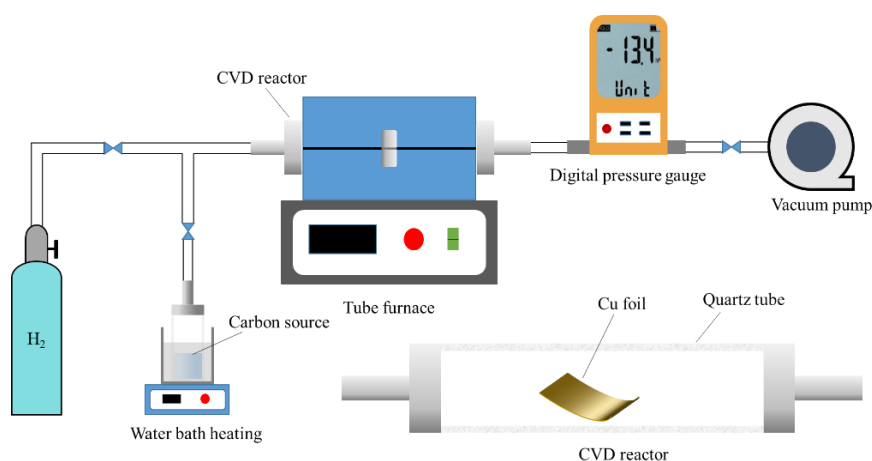 CVD reactor
-13.4
Unit
Digital pressure gauge
Vacuum pump
H2
Tube furnace
Carbon source
Water bath heating
Cu foil
Quartz tube
CVD reactor